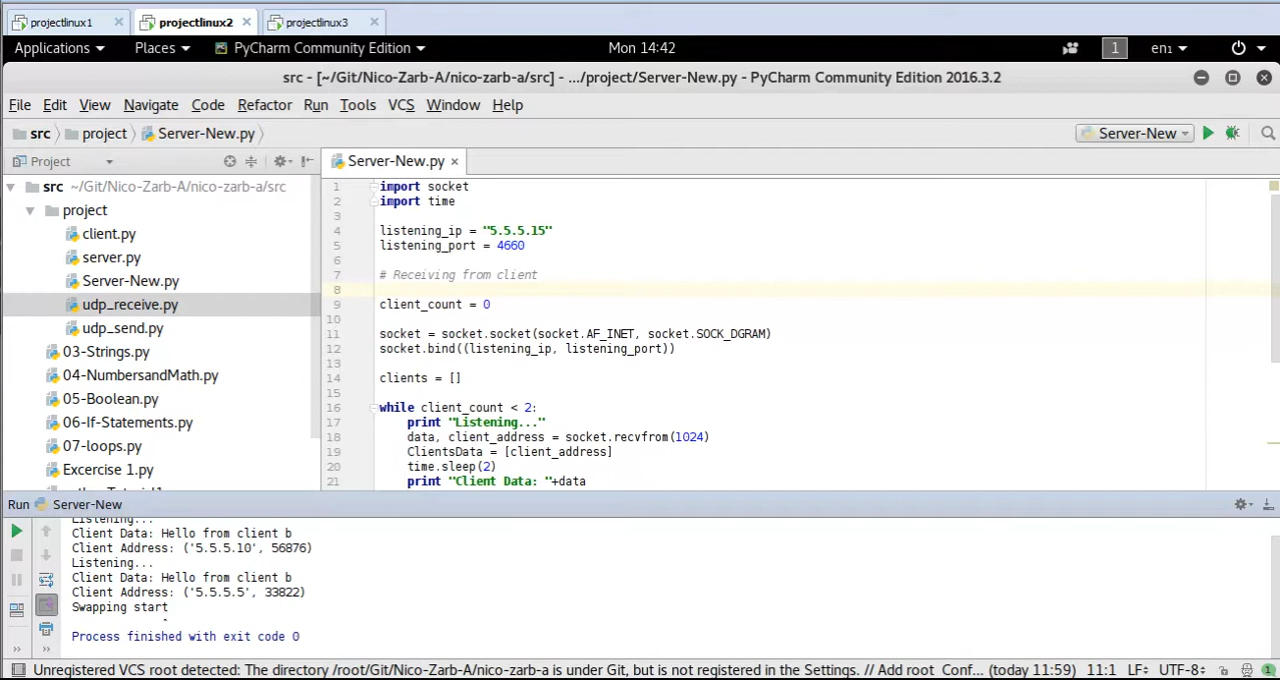 projectlinux1 projectlinux2 projectlinux3
Applications Places PyCharm Community Edition Mon 14:42 1 en1
src - [~/Git/Nico-Zarb-A/nico-zarb-a/src] - .../project/Server-New.py - PyCharm Community Edition 2016.3.2
File Edit View Navigate Code Refactor Run Tools VCS Window Help
src project Server-New.py Server-New
Project Server-New.py
src ~/Git/Nico-Zarb-A/nico-zarb-a/src
project
client.py
server.py
Server-New.py
udp_receive.py
udp_send.py
03-Strings.py
04-NumbersandMath.py
05-Boolean.py
06-If-Statements.py
07-loops.py
Excercise 1.py
1 import socket
2 import time
3
4 listening_ip = "5.5.5.15"
5 listening_port = 4660
6
7 # Receiving from client
8
9 client_count = 0
10
11 socket = socket.socket(socket.AF_INET, socket.SOCK_DGRAM)
12 socket.bind((listening_ip, listening_port))
13
14 clients = []
15
16 while client_count < 2:
17 print "Listening..."
18 data, client_address = socket.recvfrom(1024)
19 ClientsData = [client_address]
20 time.sleep(2)
21 print "Client Data: "+data
Run Server-New
Listening...
Client Data: Hello from client b
Client Address: ('5.5.5.10', 56876)
Listening...
Client Data: Hello from client b
Client Address: ('5.5.5.5', 33822)
Swapping start
Process finished with exit code 0
Unregistered VCS root detected: The directory /root/Git/Nico-Zarb-A/nico-zarb-a is under Git, but is not registered in the Settings. // Add root Conf... (today 11:59) 11:1 LF UTF-8 1